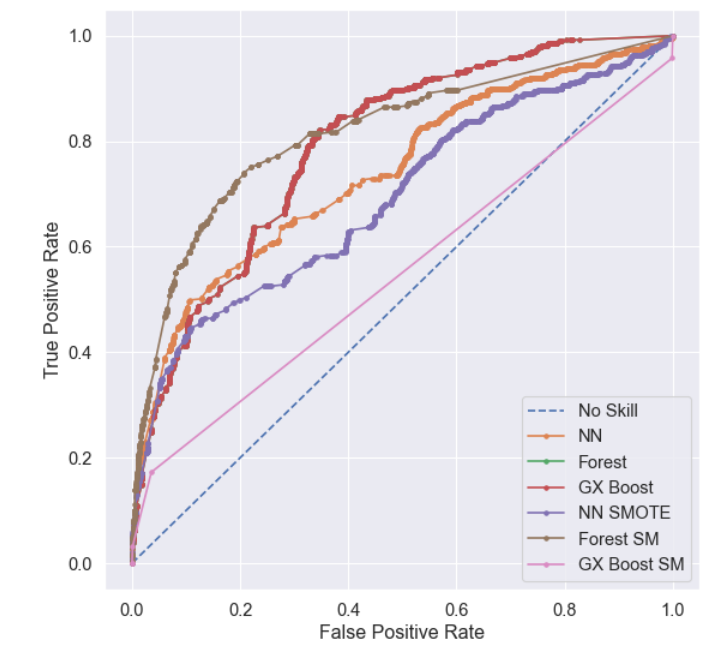 1.0
0.8
0.6
0.4
0.2
0.0
True Positive Rate
No Skill
NN
Forest
GX Boost
NN SMOTE
Forest SM
GX Boost SM
0.0 0.2 0.4 0.6 0.8 1.0
False Positive Rate